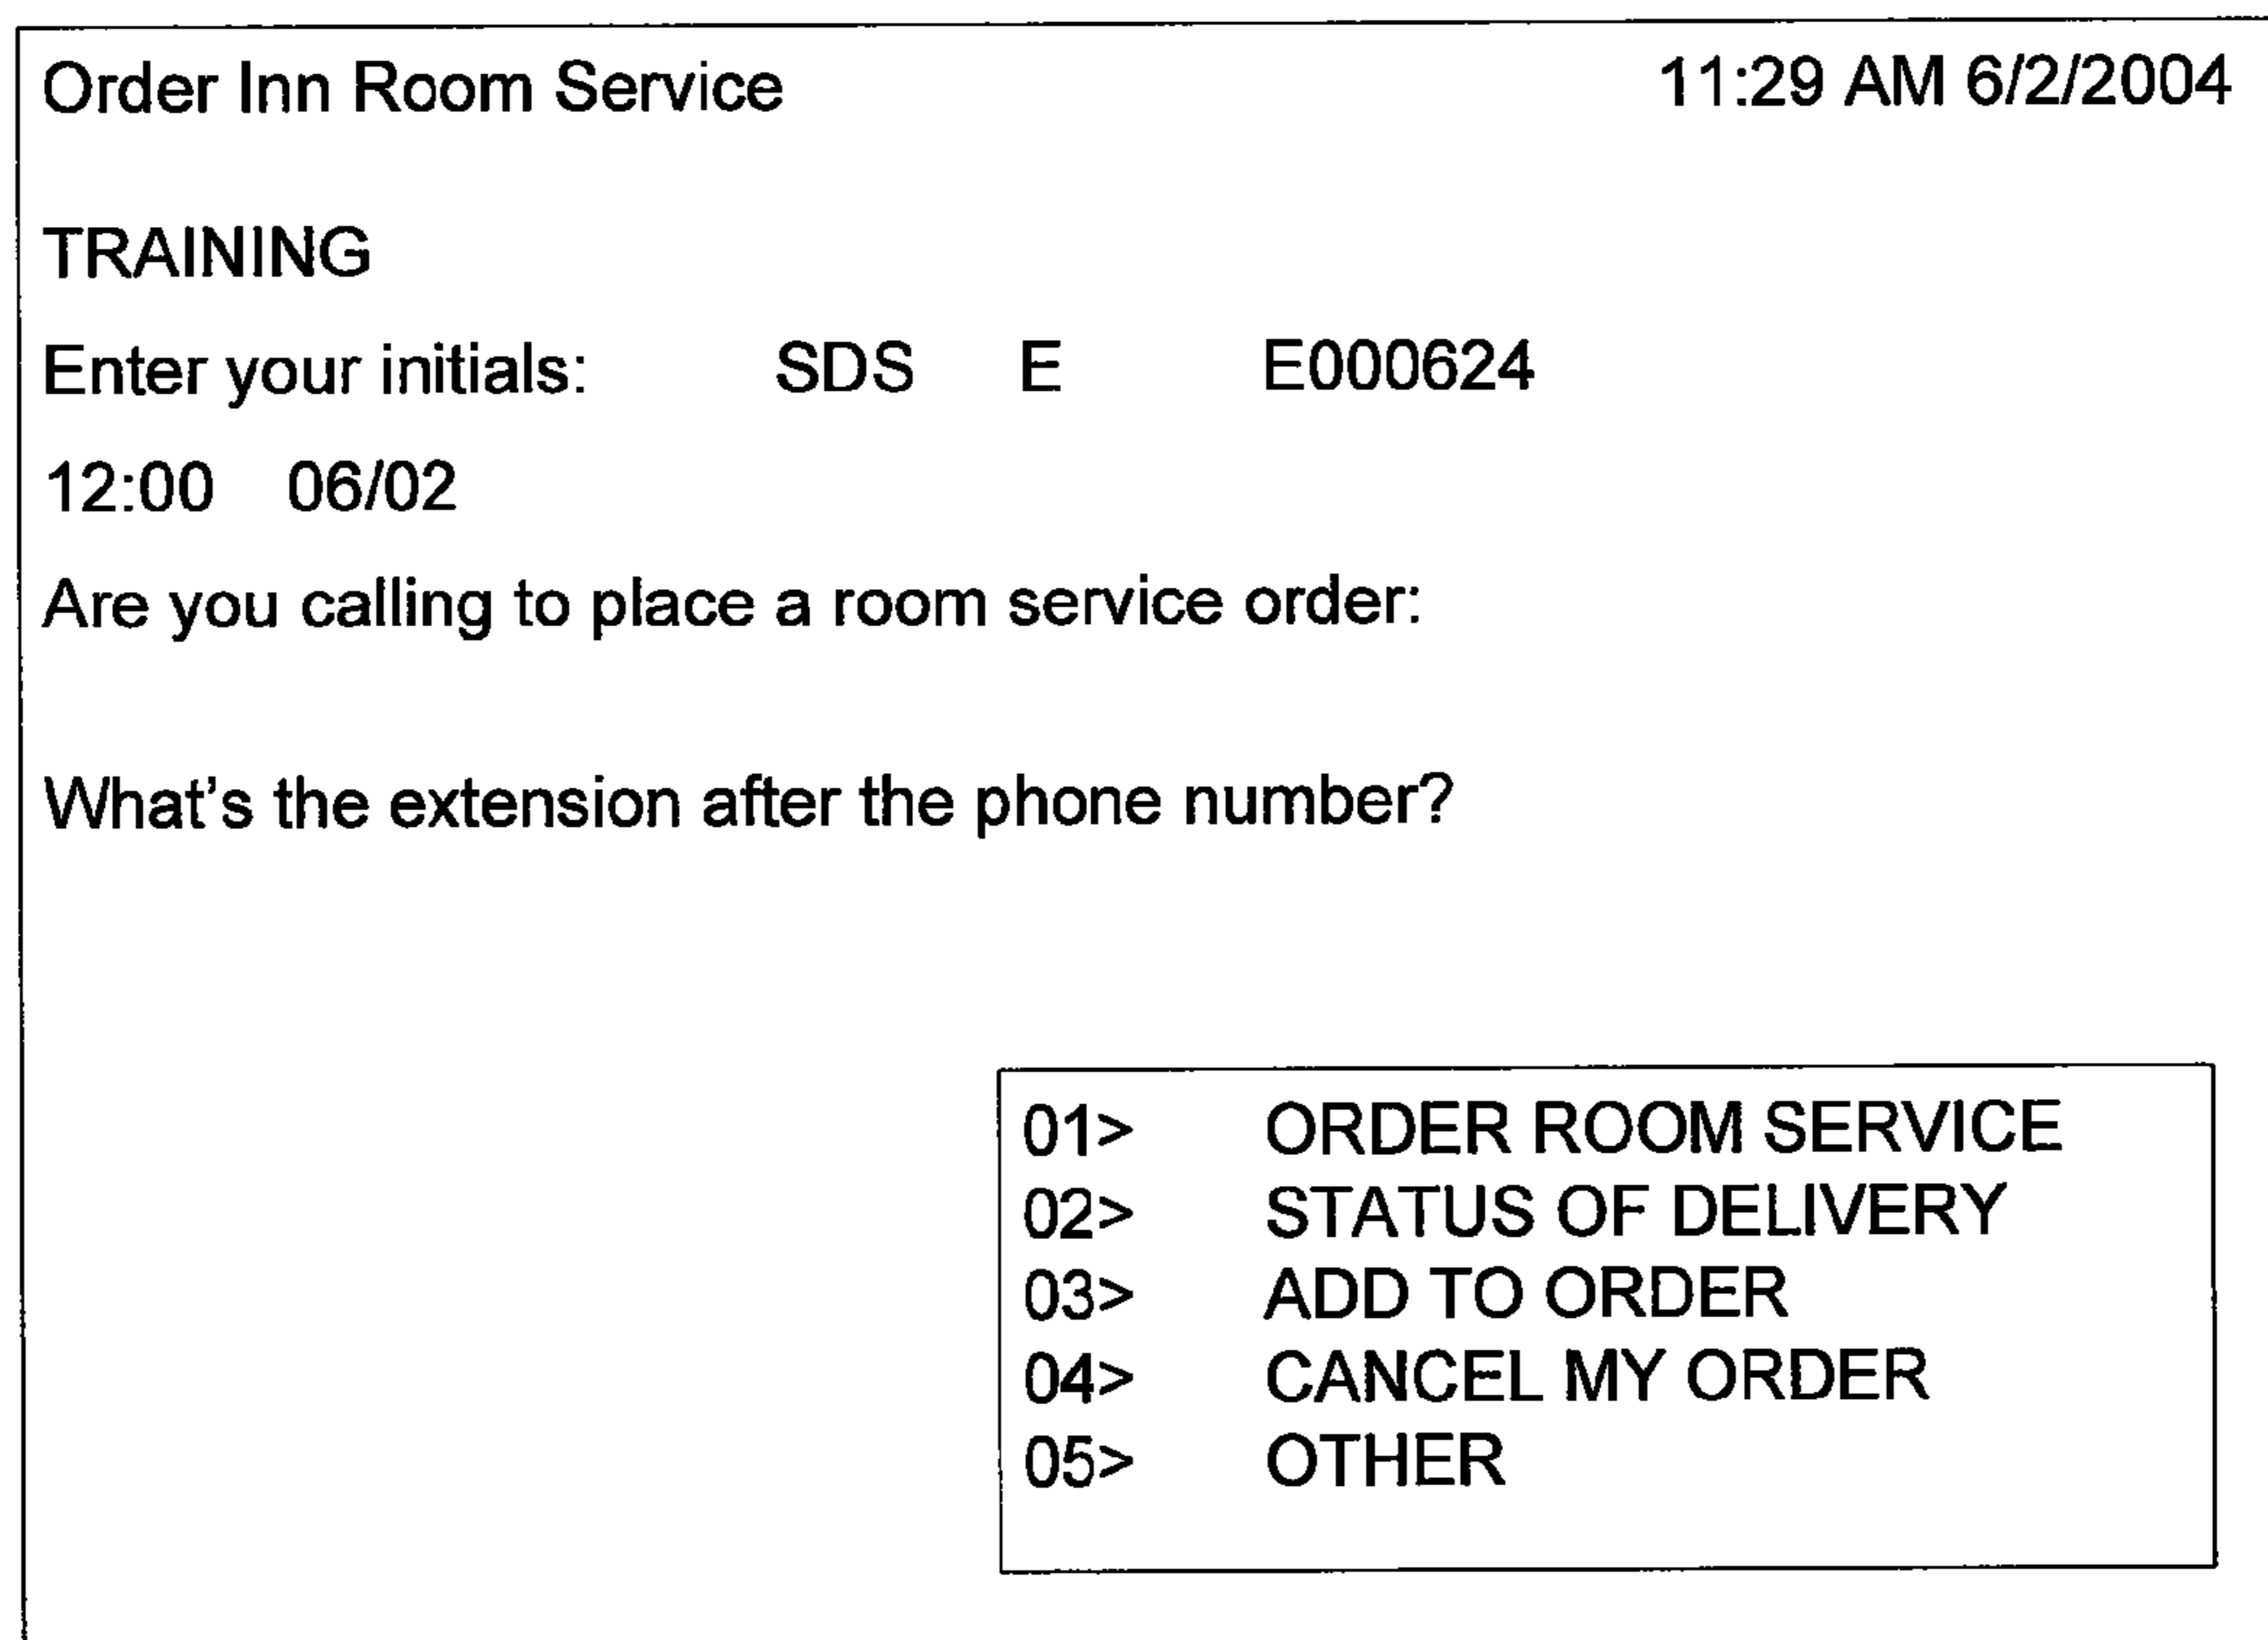 Order Inn Room Service 11:29 AM 6/2/2004
TRAINING
Enter your initials: SDS E E000624
12:00 06/02
Are you calling to place a room service order:
What's the extension after the phone number?
01> ORDER ROOM SERVICE
02> STATUS OF DELIVERY
03> ADD TO ORDER
04> CANCEL MY ORDER
05> OTHER